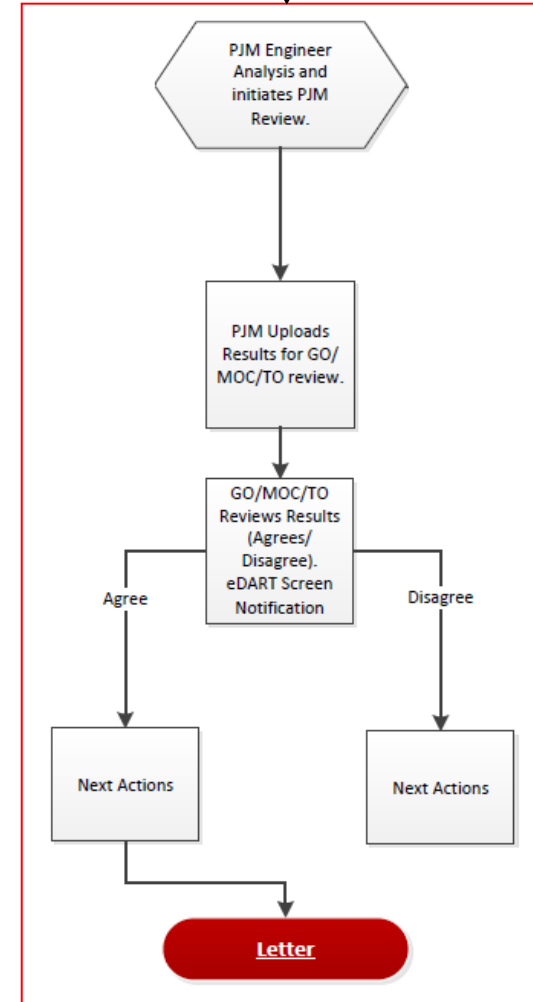 PJM Engineer
Analysis and
initiates PJM
Review.
PJM Uploads
Results for GO/
MOC/TO review.
GO/MOC/TO
Reviews Results
(Agrees/
Disagree).
eDART Screen
Notification
Agree
Disagree
Next Actions
Next Actions
Letter